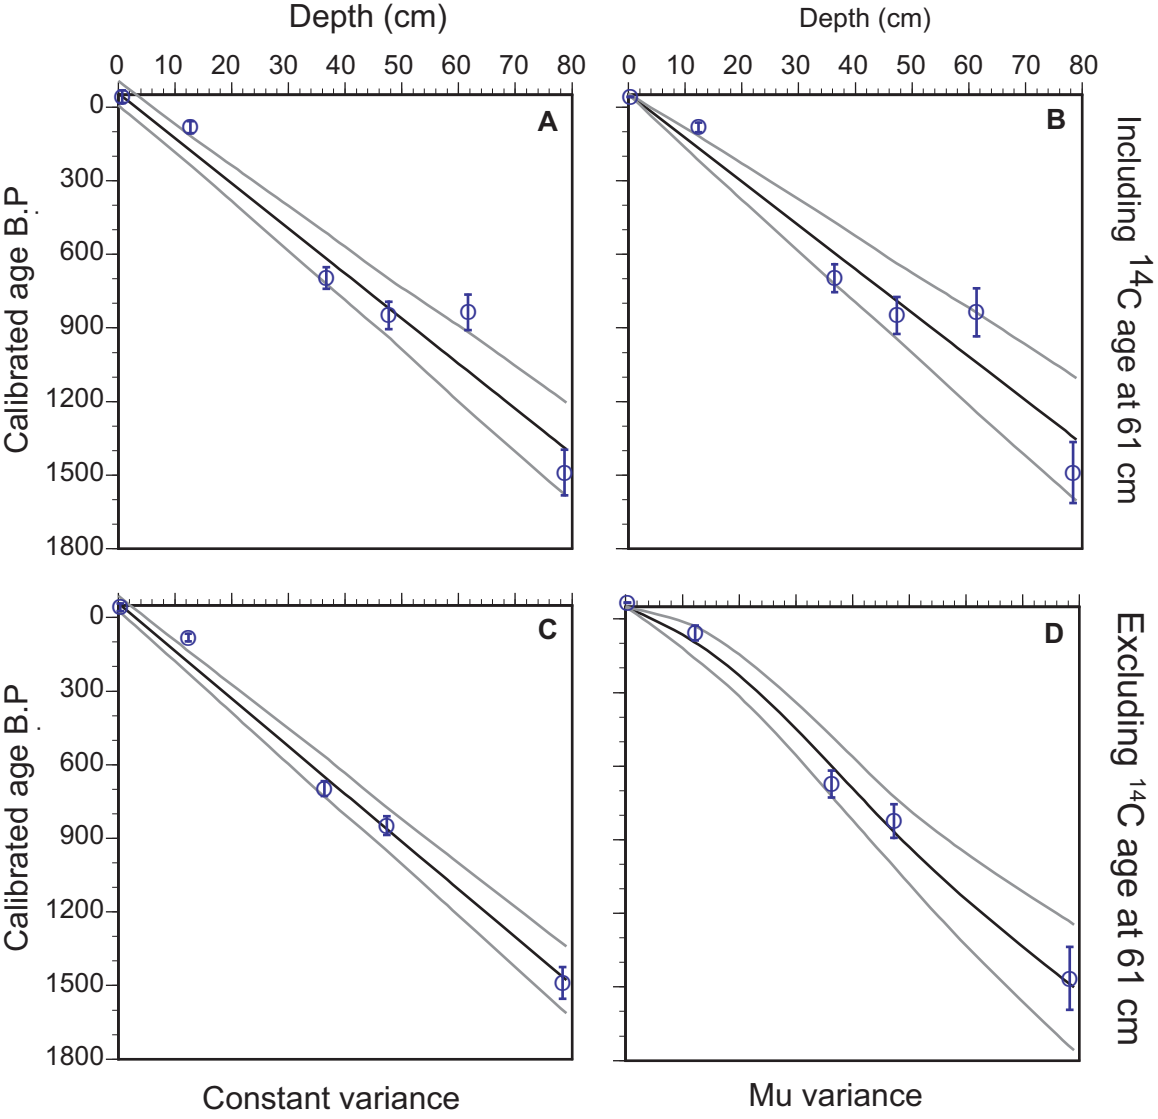 Depth (cm)
Depth (cm)
0 10 20 30 40 50 60 70 80
0 10 20 30 40 50 60 70 80
Calibrated age B.P.
0
300
600
900
1200
1500
1800
A
B
Including 14C age at 61 cm
Calibrated age B.P.
0
300
600
900
1200
1500
1800
C
D
Excluding 14C age at 61 cm
Constant variance
Mu variance